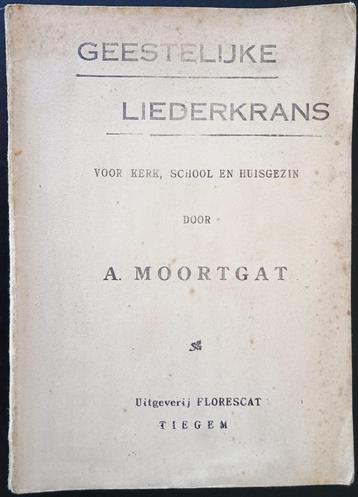 GEESTELIJKE
LIEDERKRANS
VOOR KERK, SCHOOL EN HUISGEZIN
DOOR
A. MOORTGAT
Uitgeverij FLORESCAT
TIEGEM